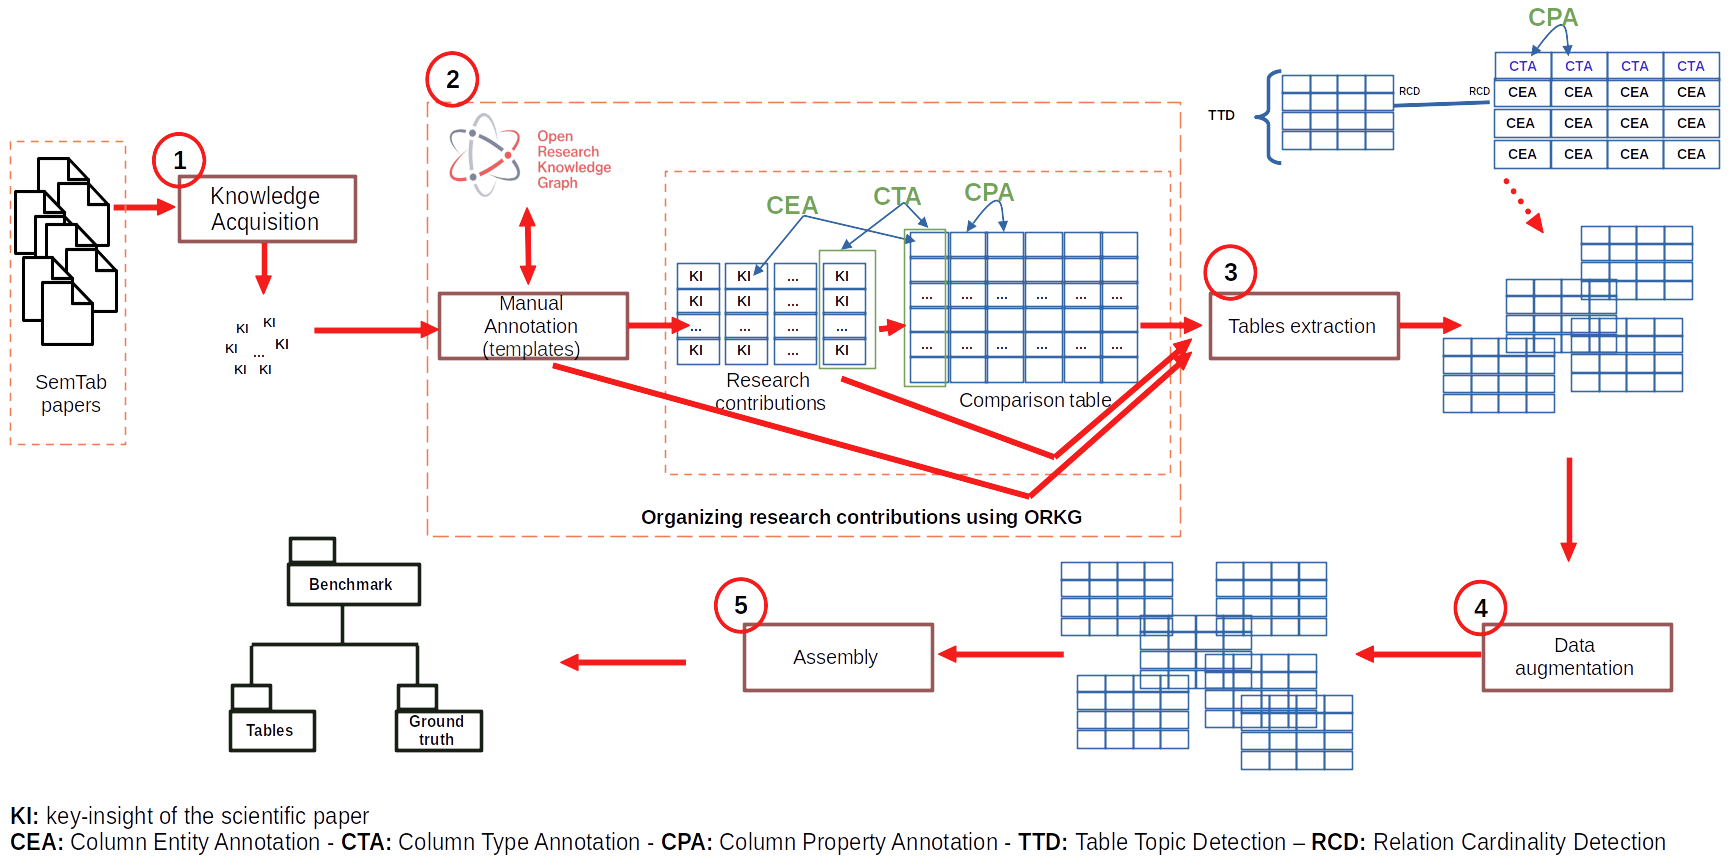 SemTab
papers
1
Knowledge
Acquisition
KI KI
KI ... KI
KI KI
2
Open
Research
Knowledge
Graph
Manual
Annotation
(templates)
CEA CTA CPA
KI KI ... KI
KI KI ... KI
... ... ... ...
KI KI ... KI
Research
contributions
... ... ... ... ... ...
... ... ... ... ... ...
Comparison table
Organizing research contributions using ORKG
3
Tables extraction
TTD
RCD RCD
CPA
CTA CTA CTA CTA
CEA CEA CEA CEA
CEA CEA CEA CEA
CEA CEA CEA CEA
4
Data
augmentation
5
Assembly
Benchmark
Tables
Ground
truth
KI: key-insight of the scientific paper
CEA: Column Entity Annotation - CTA: Column Type Annotation - CPA: Column Property Annotation - TTD: Table Topic Detection – RCD: Relation Cardinality Detection